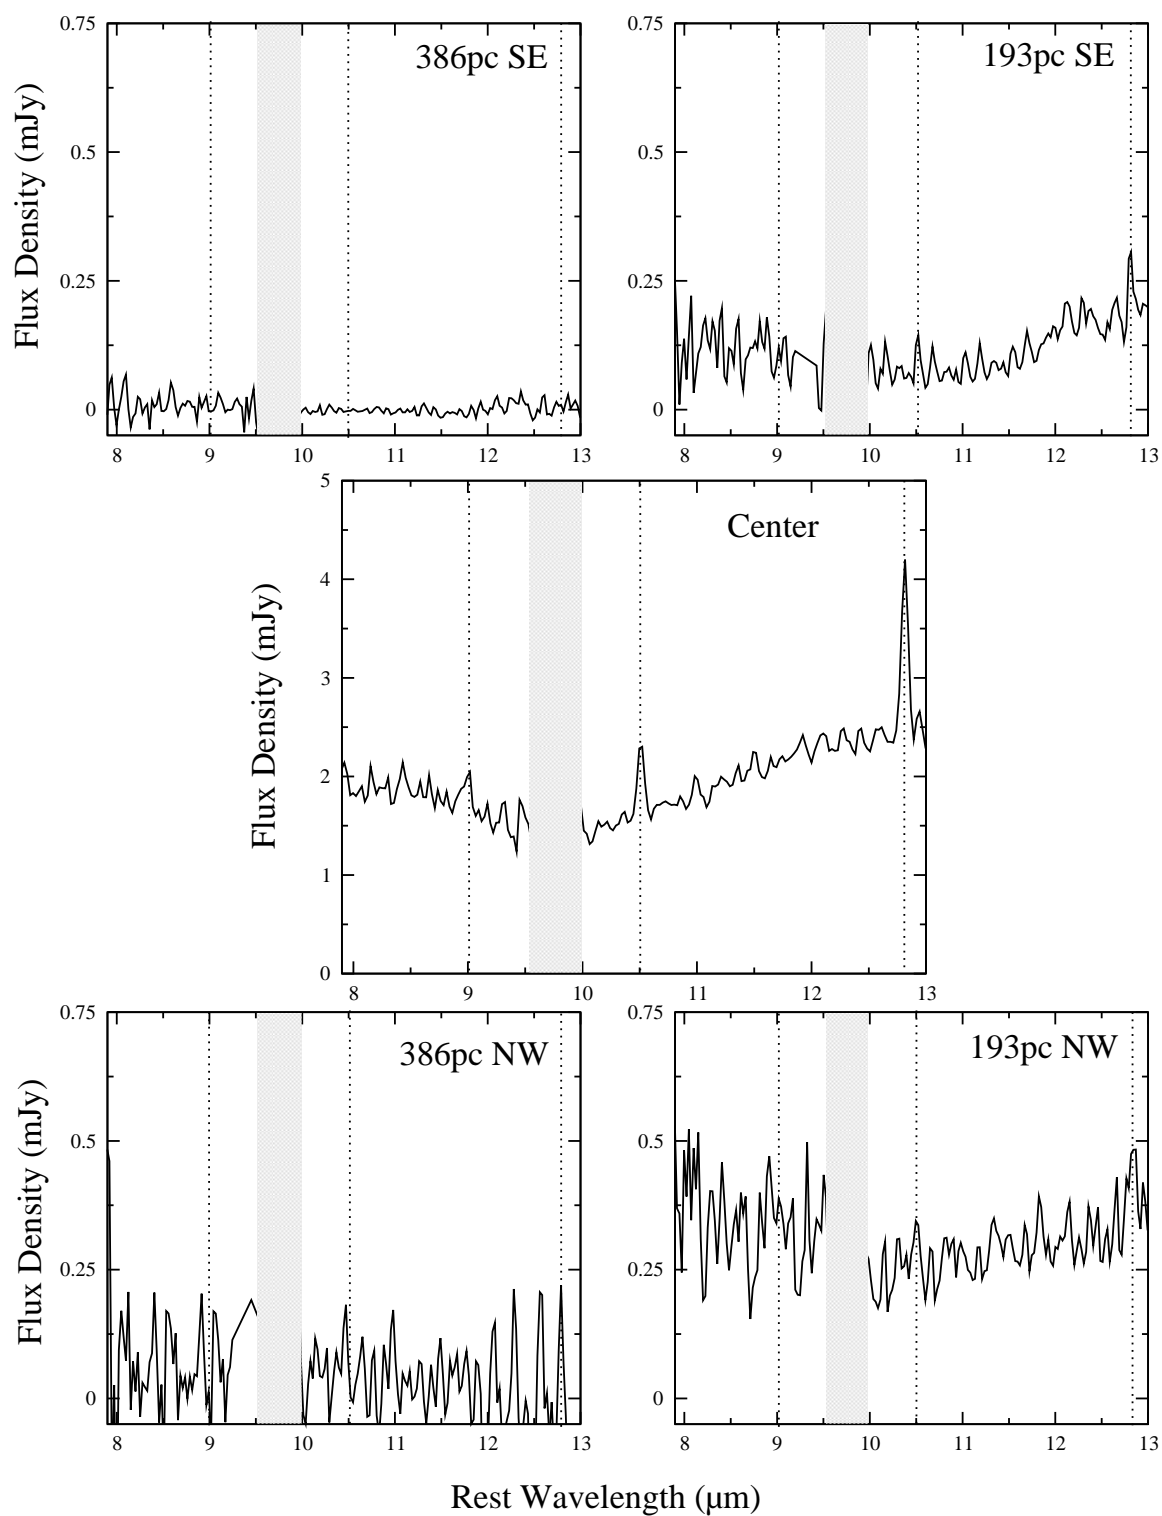 386pc SE
193pc SE
0.75
0.5
0.25
0
Flux Density (mJy)
8 9 10 11 12 13
0.75
0.5
0.25
0
8 9 10 11 12 13
Center
5
4
3
2
1
0
Flux Density (mJy)
8 9 10 11 12 13
386pc NW
0.75
0.5
0.25
0
Flux Density (mJy)
8 9 10 11 12 13
193pc NW
0.75
0.5
0.25
0
8 9 10 11 12 13
Rest Wavelength (µm)